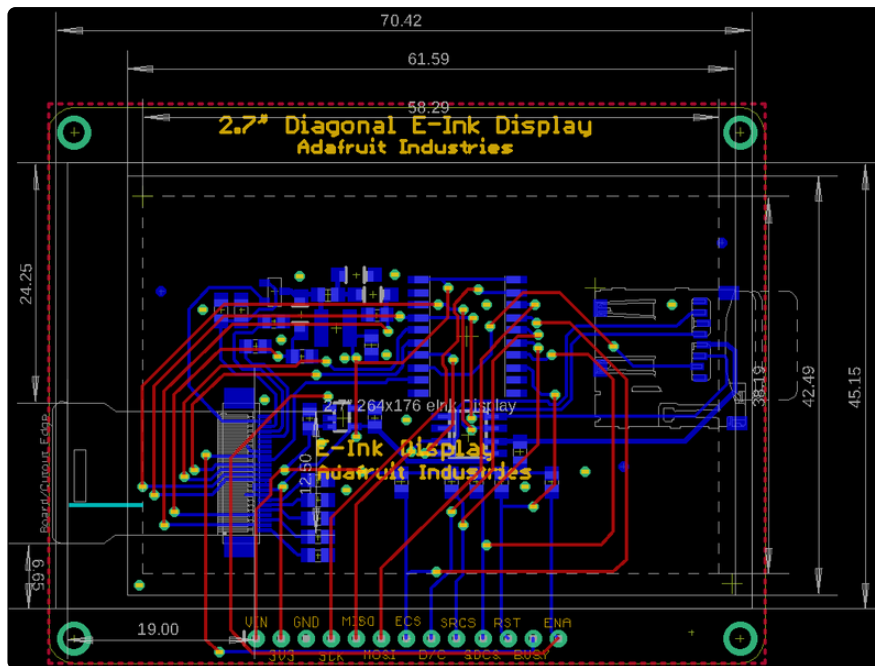 70.42
61.59
58.29
2.7" Diagonal E-Ink Display
Adafruit Industries
24.25
38.19
42.49
45.15
2.7" 264x176 eInk Display
E-Ink Display
Adafruit Industries
12.50
Board/Cutout Edge
6.65
19.00
VIN GND MISO ECS SRCS RST ENA
3V3 SCK MOSI D/C SDCS BUSY